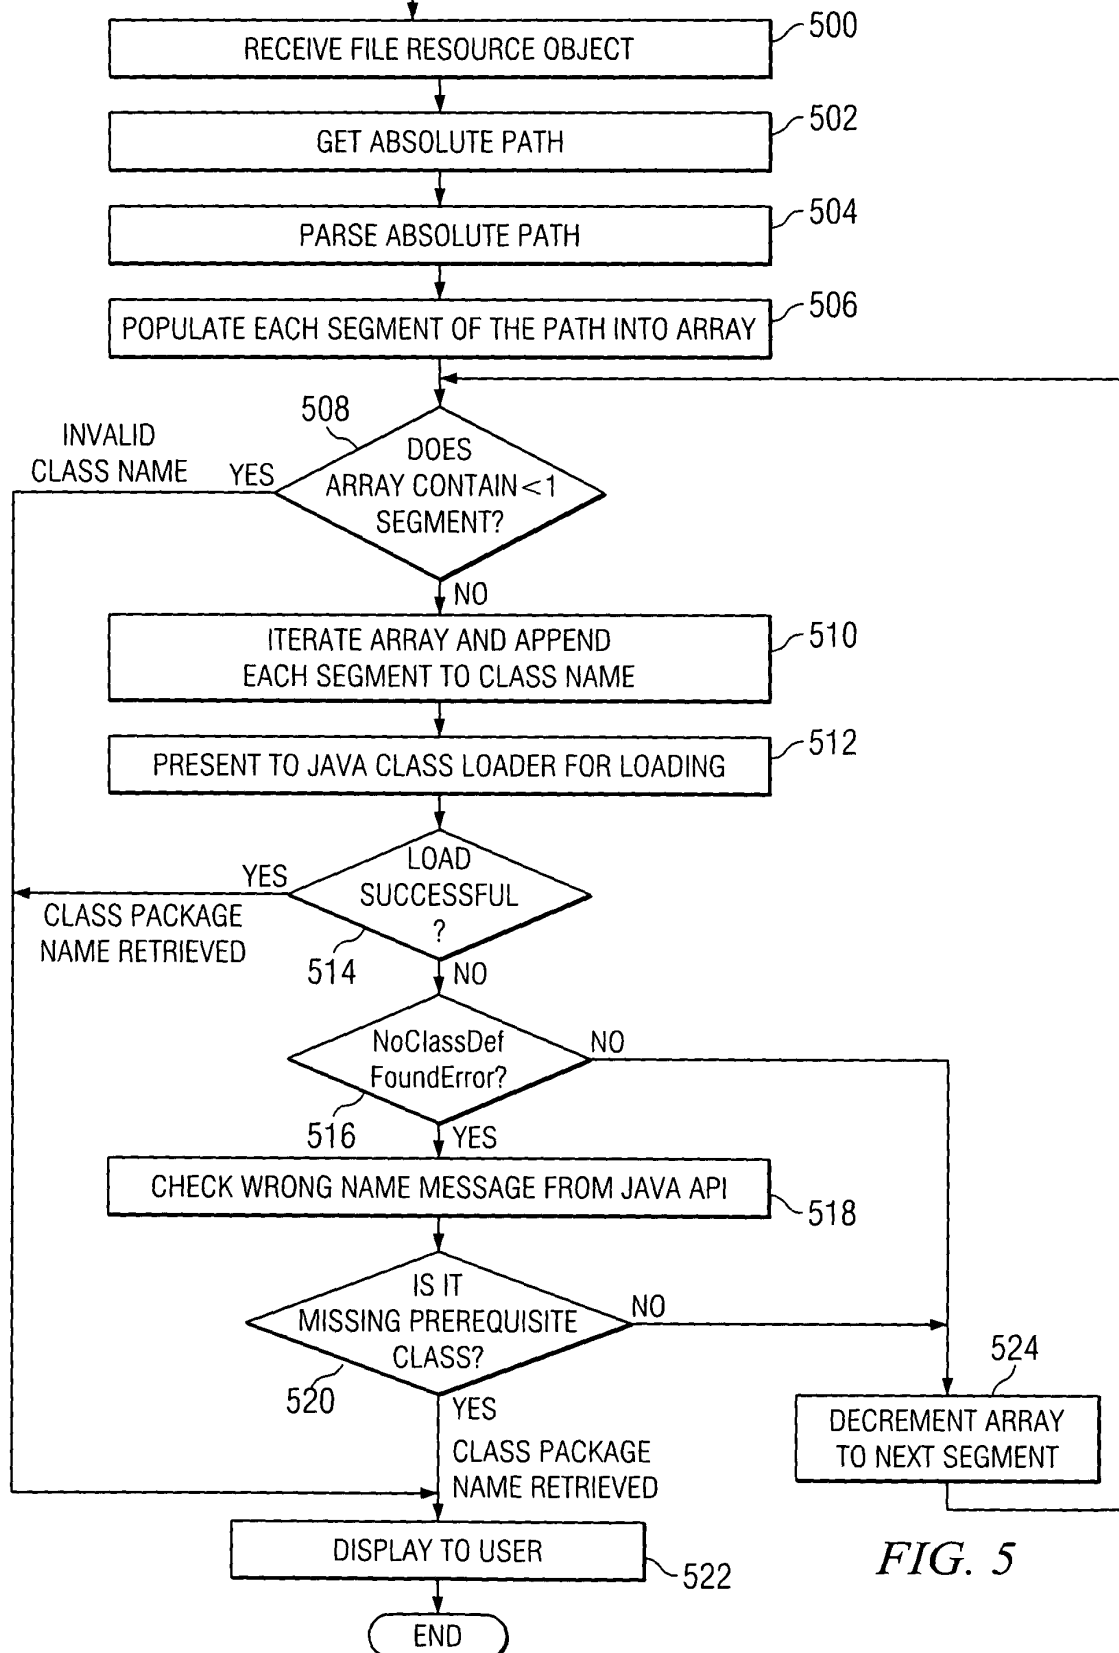 RECEIVE FILE RESOURCE OBJECT
500
GET ABSOLUTE PATH
502
PARSE ABSOLUTE PATH
504
POPULATE EACH SEGMENT OF THE PATH INTO ARRAY
506
508
DOES
ARRAY CONTAIN<1
SEGMENT?
INVALID
CLASS NAME
YES
NO
ITERATE ARRAY AND APPEND
EACH SEGMENT TO CLASS NAME
510
PRESENT TO JAVA CLASS LOADER FOR LOADING
512
LOAD
SUCCESSFUL
?
514
YES
CLASS PACKAGE
NAME RETRIEVED
NO
NoClassDef
FoundError?
516
NO
YES
CHECK WRONG NAME MESSAGE FROM JAVA API
518
IS IT
MISSING PREREQUISITE
CLASS?
520
NO
YES
CLASS PACKAGE
NAME RETRIEVED
524
DECREMENT ARRAY
TO NEXT SEGMENT
DISPLAY TO USER
522
END
FIG. 5